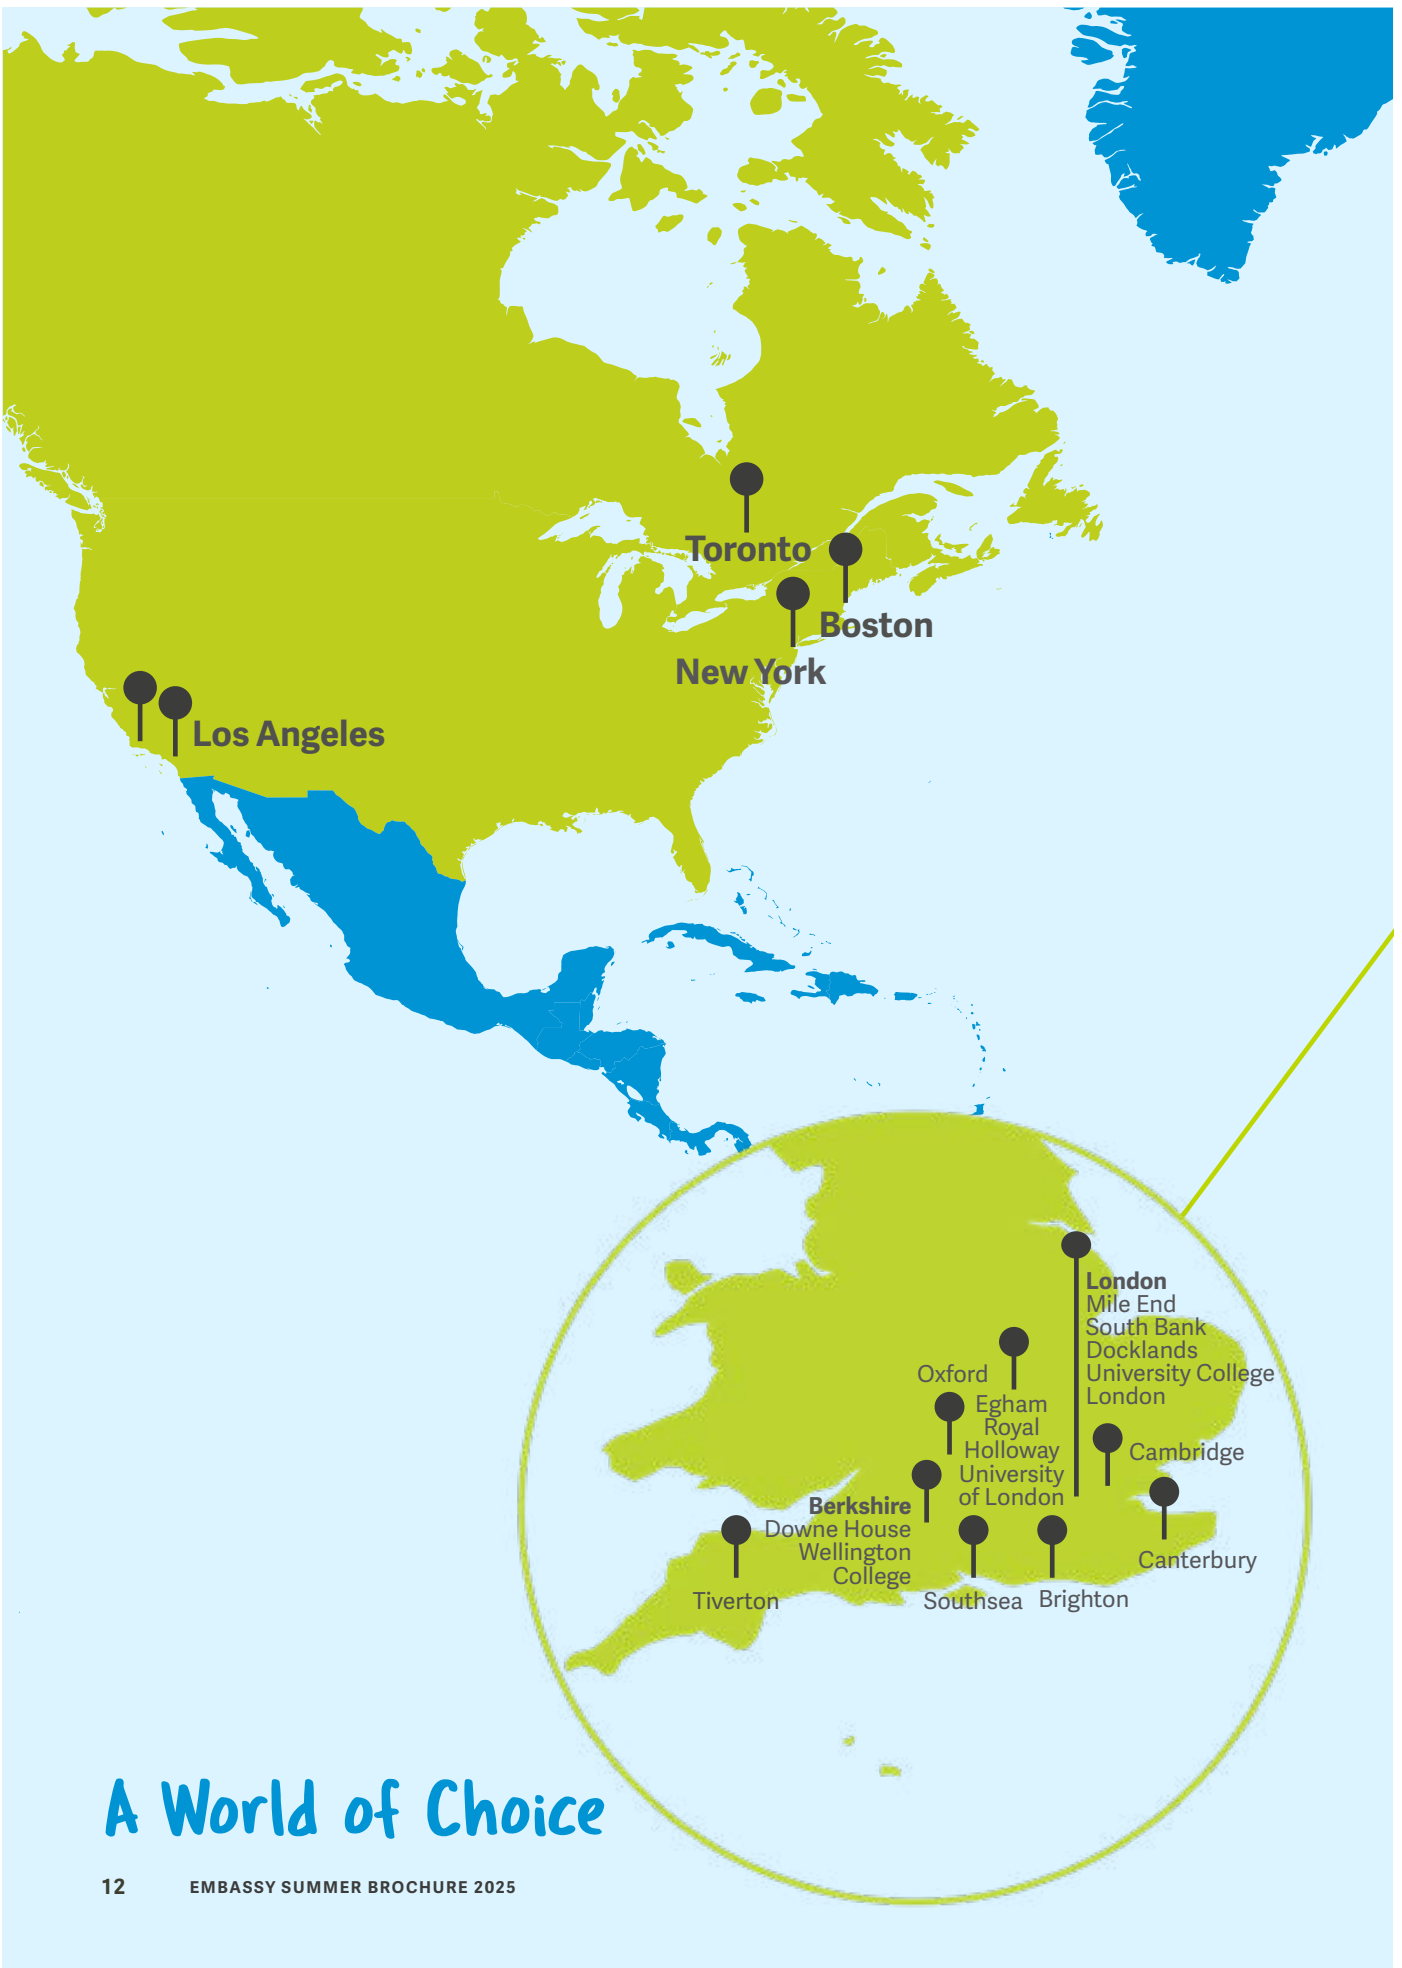 Toronto
Boston
New York
Los Angeles
London
Mile End
South Bank
Docklands
University College
London
Oxford
Egham
Royal
Holloway
University
of London
Cambridge
Berkshire
Downe House
Wellington
College
Canterbury
Tiverton
Southsea
Brighton
A World of Choice
12 EMBASSY SUMMER BROCHURE 2025